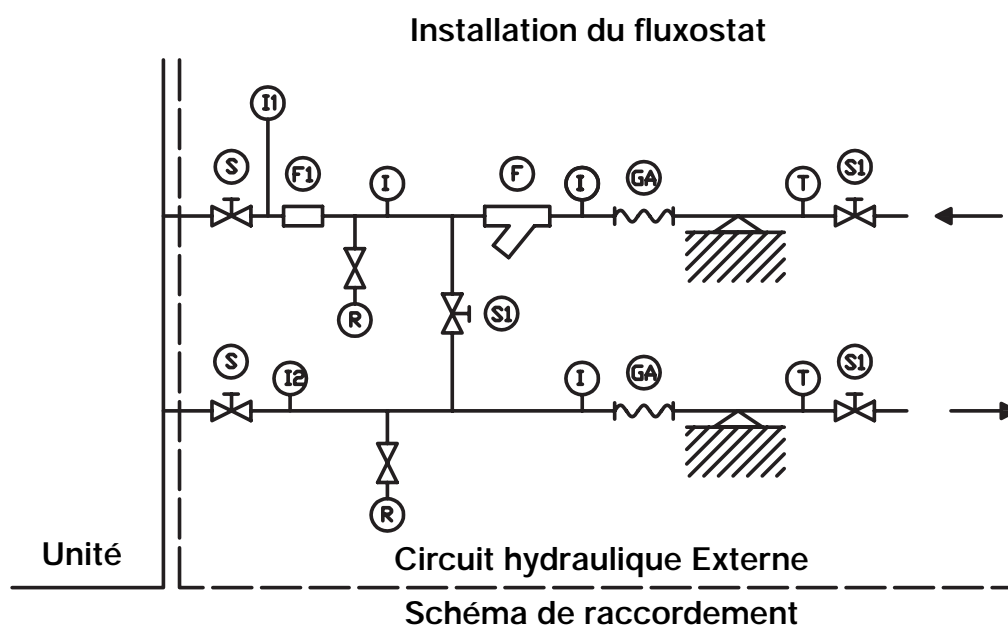 Installation du fluxostat
I1
S
F1
I
F
I
GA
T
S1
R
S1
S
I2
I
GA
T
S1
R
Unité
Circuit hydraulique Externe
Schéma de raccordement